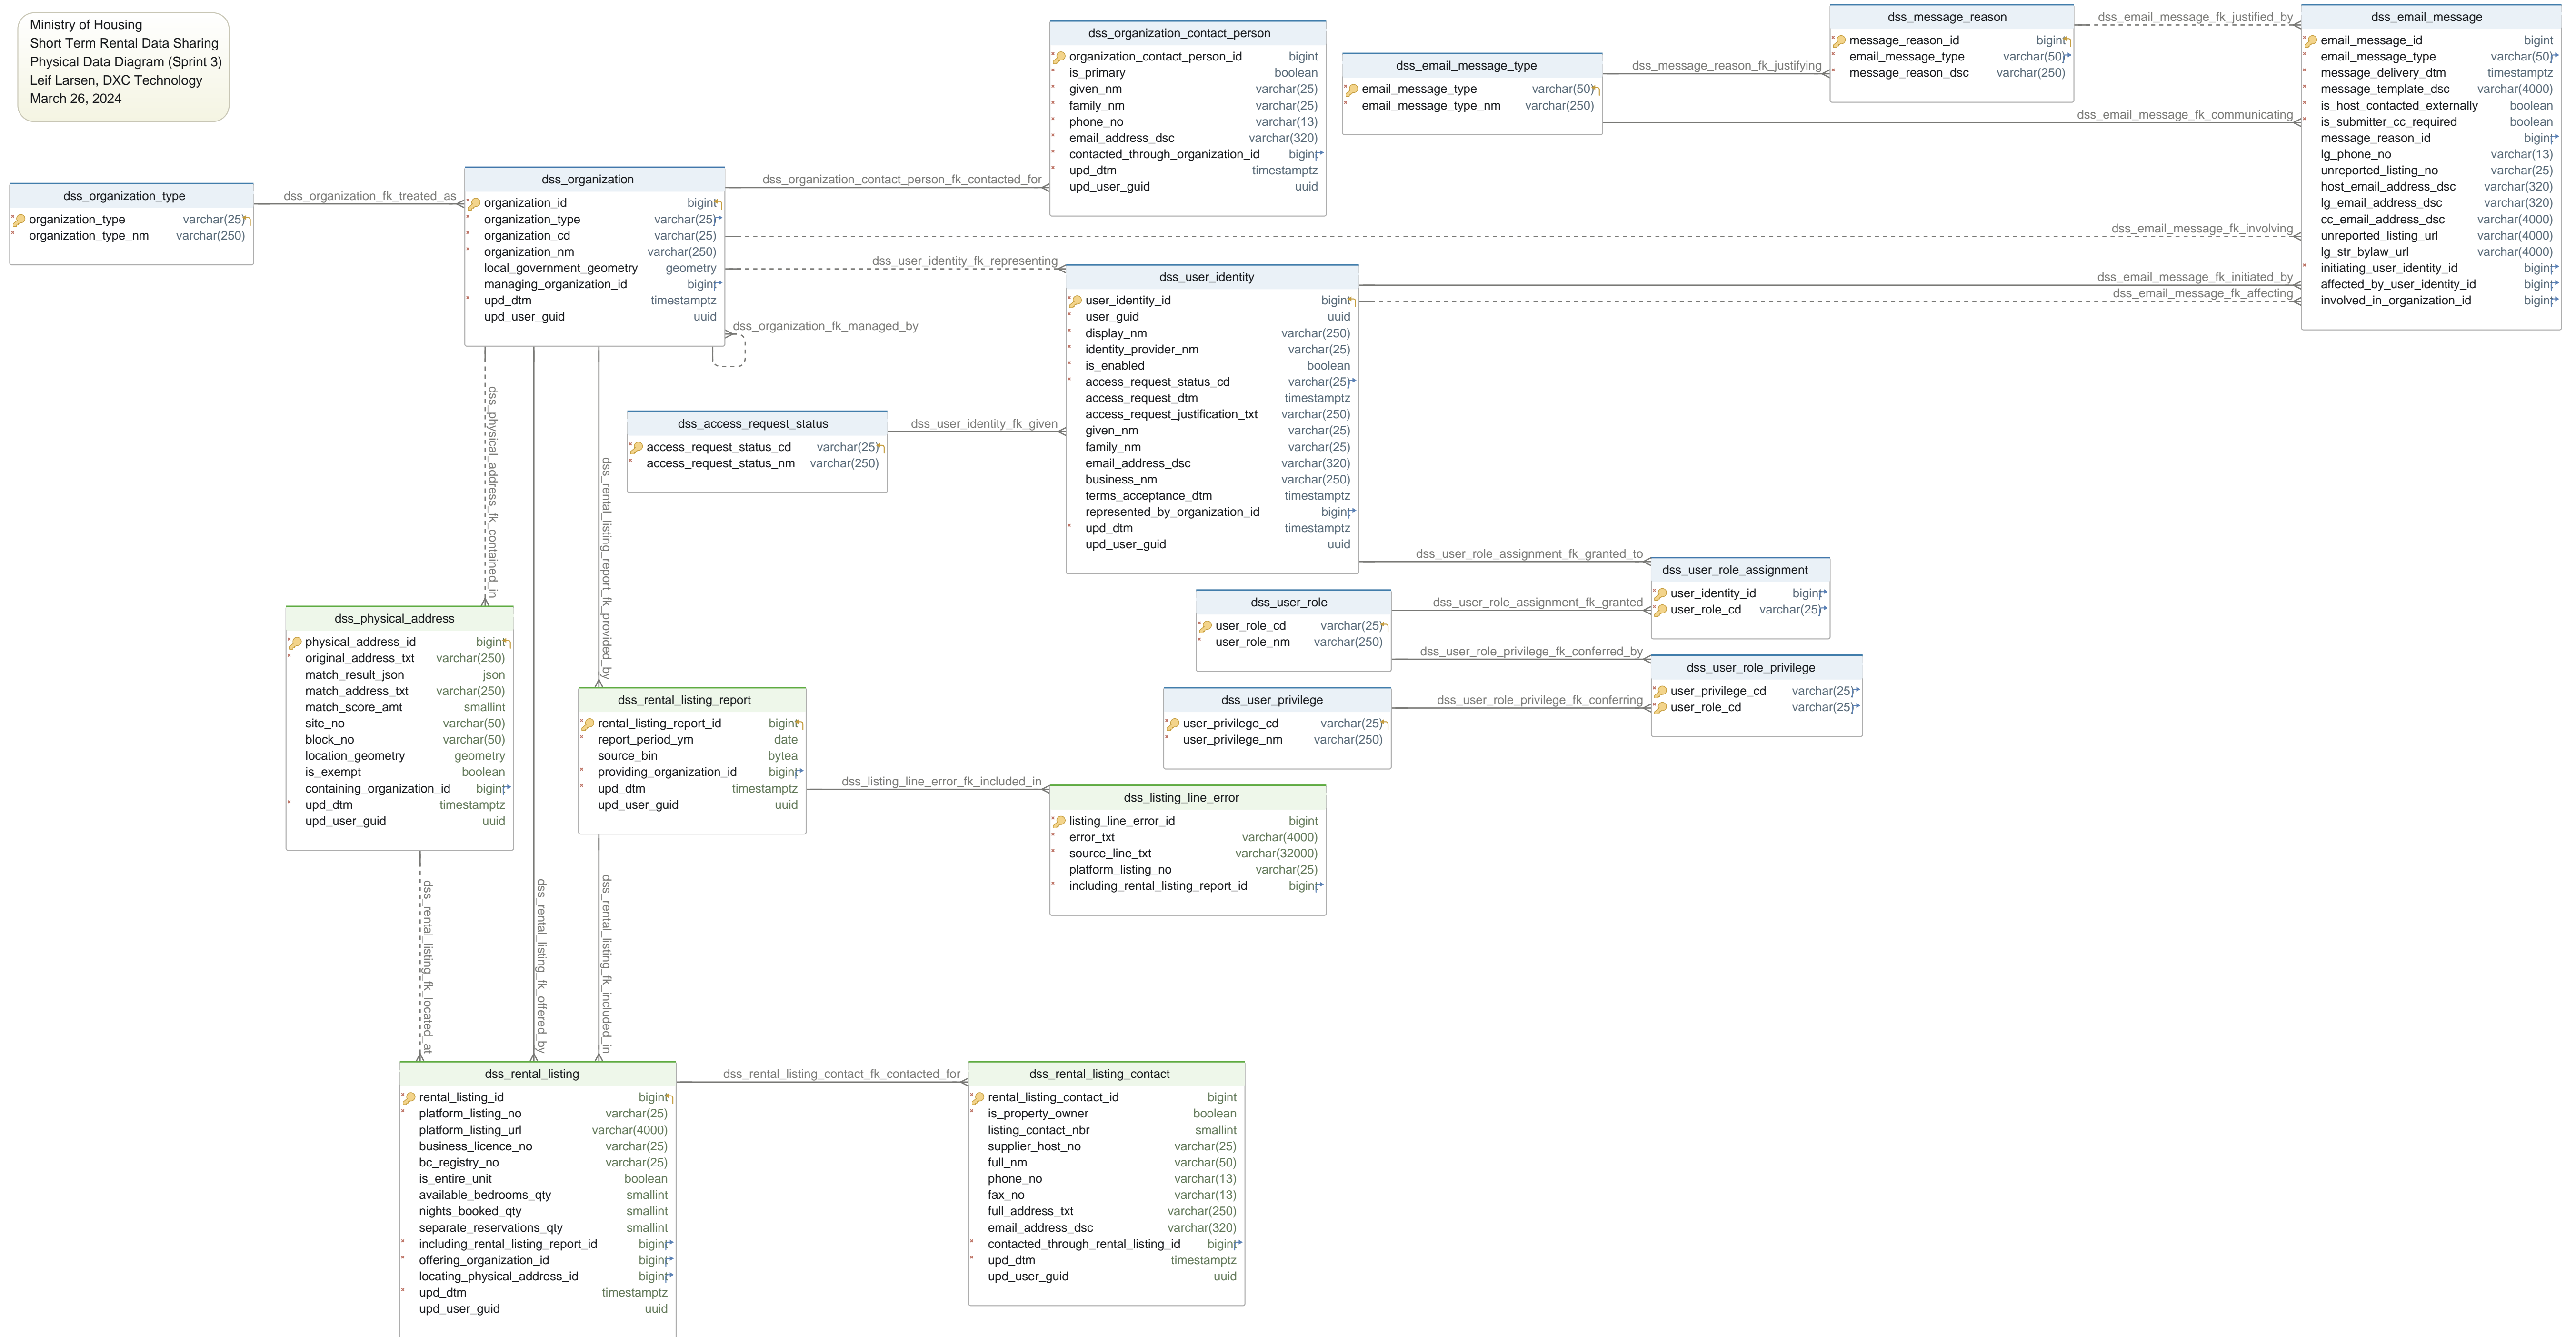 Ministry of Housing
Short Term Rental Data Sharing
Physical Data Diagram (Sprint 3)
Leif Larsen, DXC Technology
March 26, 2024
dss_organization_type
organization_type varchar(25)
organization_type_nm varchar(250)
dss_organization_fk_treated_as
dss_organization
organization_id bigint
organization_type varchar(25)
organization_cd varchar(25)
organization_nm varchar(250)
local_government_geometry geometry
managing_organization_id bigint
upd_dtm timestamptz
upd_user_guid uuid
dss_organization_fk_managed_by
dss_organization_contact_person_fk_contacted_for
dss_organization_contact_person
organization_contact_person_id bigint
is_primary boolean
given_nm varchar(25)
family_nm varchar(25)
phone_no varchar(13)
email_address_dsc varchar(320)
contacted_through_organization_id bigint
upd_dtm timestamptz
upd_user_guid uuid
dss_email_message_type
email_message_type varchar(50)
email_message_type_nm varchar(250)
dss_message_reason_fk_justifying
dss_message_reason
message_reason_id bigint
email_message_type varchar(50)
message_reason_dsc varchar(250)
dss_email_message_fk_justified_by
dss_email_message_fk_communicating
dss_email_message_fk_involving
dss_email_message_fk_initiated_by
dss_email_message_fk_affecting
dss_email_message
email_message_id bigint
email_message_type varchar(50)
message_delivery_dtm timestamptz
message_template_dsc varchar(4000)
is_host_contacted_externally boolean
is_submitter_cc_required boolean
message_reason_id bigint
lg_phone_no varchar(13)
unreported_listing_no varchar(25)
host_email_address_dsc varchar(320)
lg_email_address_dsc varchar(320)
cc_email_address_dsc varchar(4000)
unreported_listing_url varchar(4000)
lg_str_bylaw_url varchar(4000)
initiating_user_identity_id bigint
affected_by_user_identity_id bigint
involved_in_organization_id bigint
dss_user_identity_fk_representing
dss_user_identity
user_identity_id bigint
user_guid uuid
display_nm varchar(250)
identity_provider_nm varchar(25)
is_enabled boolean
access_request_status_cd varchar(25)
access_request_dtm timestamptz
access_request_justification_txt varchar(250)
given_nm varchar(25)
family_nm varchar(25)
email_address_dsc varchar(320)
business_nm varchar(250)
terms_acceptance_dtm timestamptz
represented_by_organization_id bigint
upd_dtm timestamptz
upd_user_guid uuid
dss_access_request_status
access_request_status_cd varchar(25)
access_request_status_nm varchar(250)
dss_user_identity_fk_given
dss_user_role_assignment_fk_granted_to
dss_user_role_assignment
user_identity_id bigint
user_role_cd varchar(25)
dss_user_role
user_role_cd varchar(25)
user_role_nm varchar(250)
dss_user_role_assignment_fk_granted
dss_user_role_privilege_fk_conferred_by
dss_user_role_privilege
user_privilege_cd varchar(25)
user_role_cd varchar(25)
dss_user_privilege
user_privilege_cd varchar(25)
user_privilege_nm varchar(250)
dss_user_role_privilege_fk_conferring
dss_physical_address_fk_contained_in
dss_rental_listing_report_fk_provided_by
dss_physical_address
physical_address_id bigint
original_address_txt varchar(250)
match_result_json json
match_address_txt varchar(250)
match_score_amt smallint
site_no varchar(50)
block_no varchar(50)
location_geometry geometry
is_exempt boolean
containing_organization_id bigint
upd_dtm timestamptz
upd_user_guid uuid
dss_rental_listing_report
rental_listing_report_id bigint
report_period_ym date
source_bin bytea
providing_organization_id bigint
upd_dtm timestamptz
upd_user_guid uuid
dss_listing_line_error_fk_included_in
dss_listing_line_error
listing_line_error_id bigint
error_txt varchar(4000)
source_line_txt varchar(32000)
platform_listing_no varchar(25)
including_rental_listing_report_id bigint
dss_rental_listing_fk_located_at
dss_rental_listing_fk_offered_by
dss_rental_listing_fk_included_in
dss_rental_listing
rental_listing_id bigint
platform_listing_no varchar(25)
platform_listing_url varchar(4000)
business_licence_no varchar(25)
bc_registry_no varchar(25)
is_entire_unit boolean
available_bedrooms_qty smallint
nights_booked_qty smallint
separate_reservations_qty smallint
including_rental_listing_report_id bigint
offering_organization_id bigint
locating_physical_address_id bigint
upd_dtm timestamptz
upd_user_guid uuid
dss_rental_listing_contact_fk_contacted_for
dss_rental_listing_contact
rental_listing_contact_id bigint
is_property_owner boolean
listing_contact_nbr smallint
supplier_host_no varchar(25)
full_nm varchar(50)
phone_no varchar(13)
fax_no varchar(13)
full_address_txt varchar(250)
email_address_dsc varchar(320)
contacted_through_rental_listing_id bigint
upd_dtm timestamptz
upd_user_guid uuid